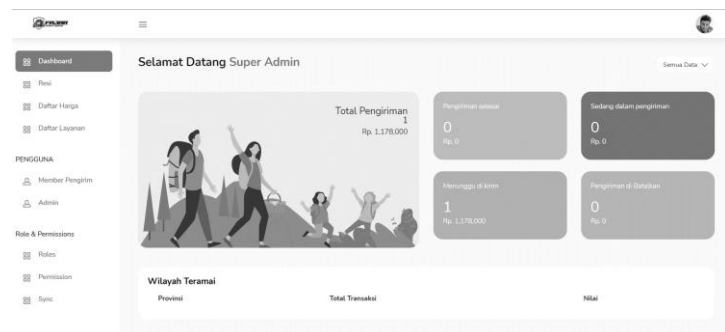 Selamat Datang Super Admin
Semua Data
Dashboard
Resi
Daftar Harga
Daftar Layanan
PENGGUNA
Member Pengirim
Admin
Role & Permissions
Roles
Permission
Sync
Total Pengiriman
1
Rp. 1,178,000
Pengiriman selesai
0
Rp. 0
Sedang dalam pengiriman
0
Rp. 0
Menunggu di kirim
1
Rp. 1,178,000
Pengiriman di Batalkan
0
Rp. 0
Wilayah Teramai
Provinsi Total Transaksi Nilai